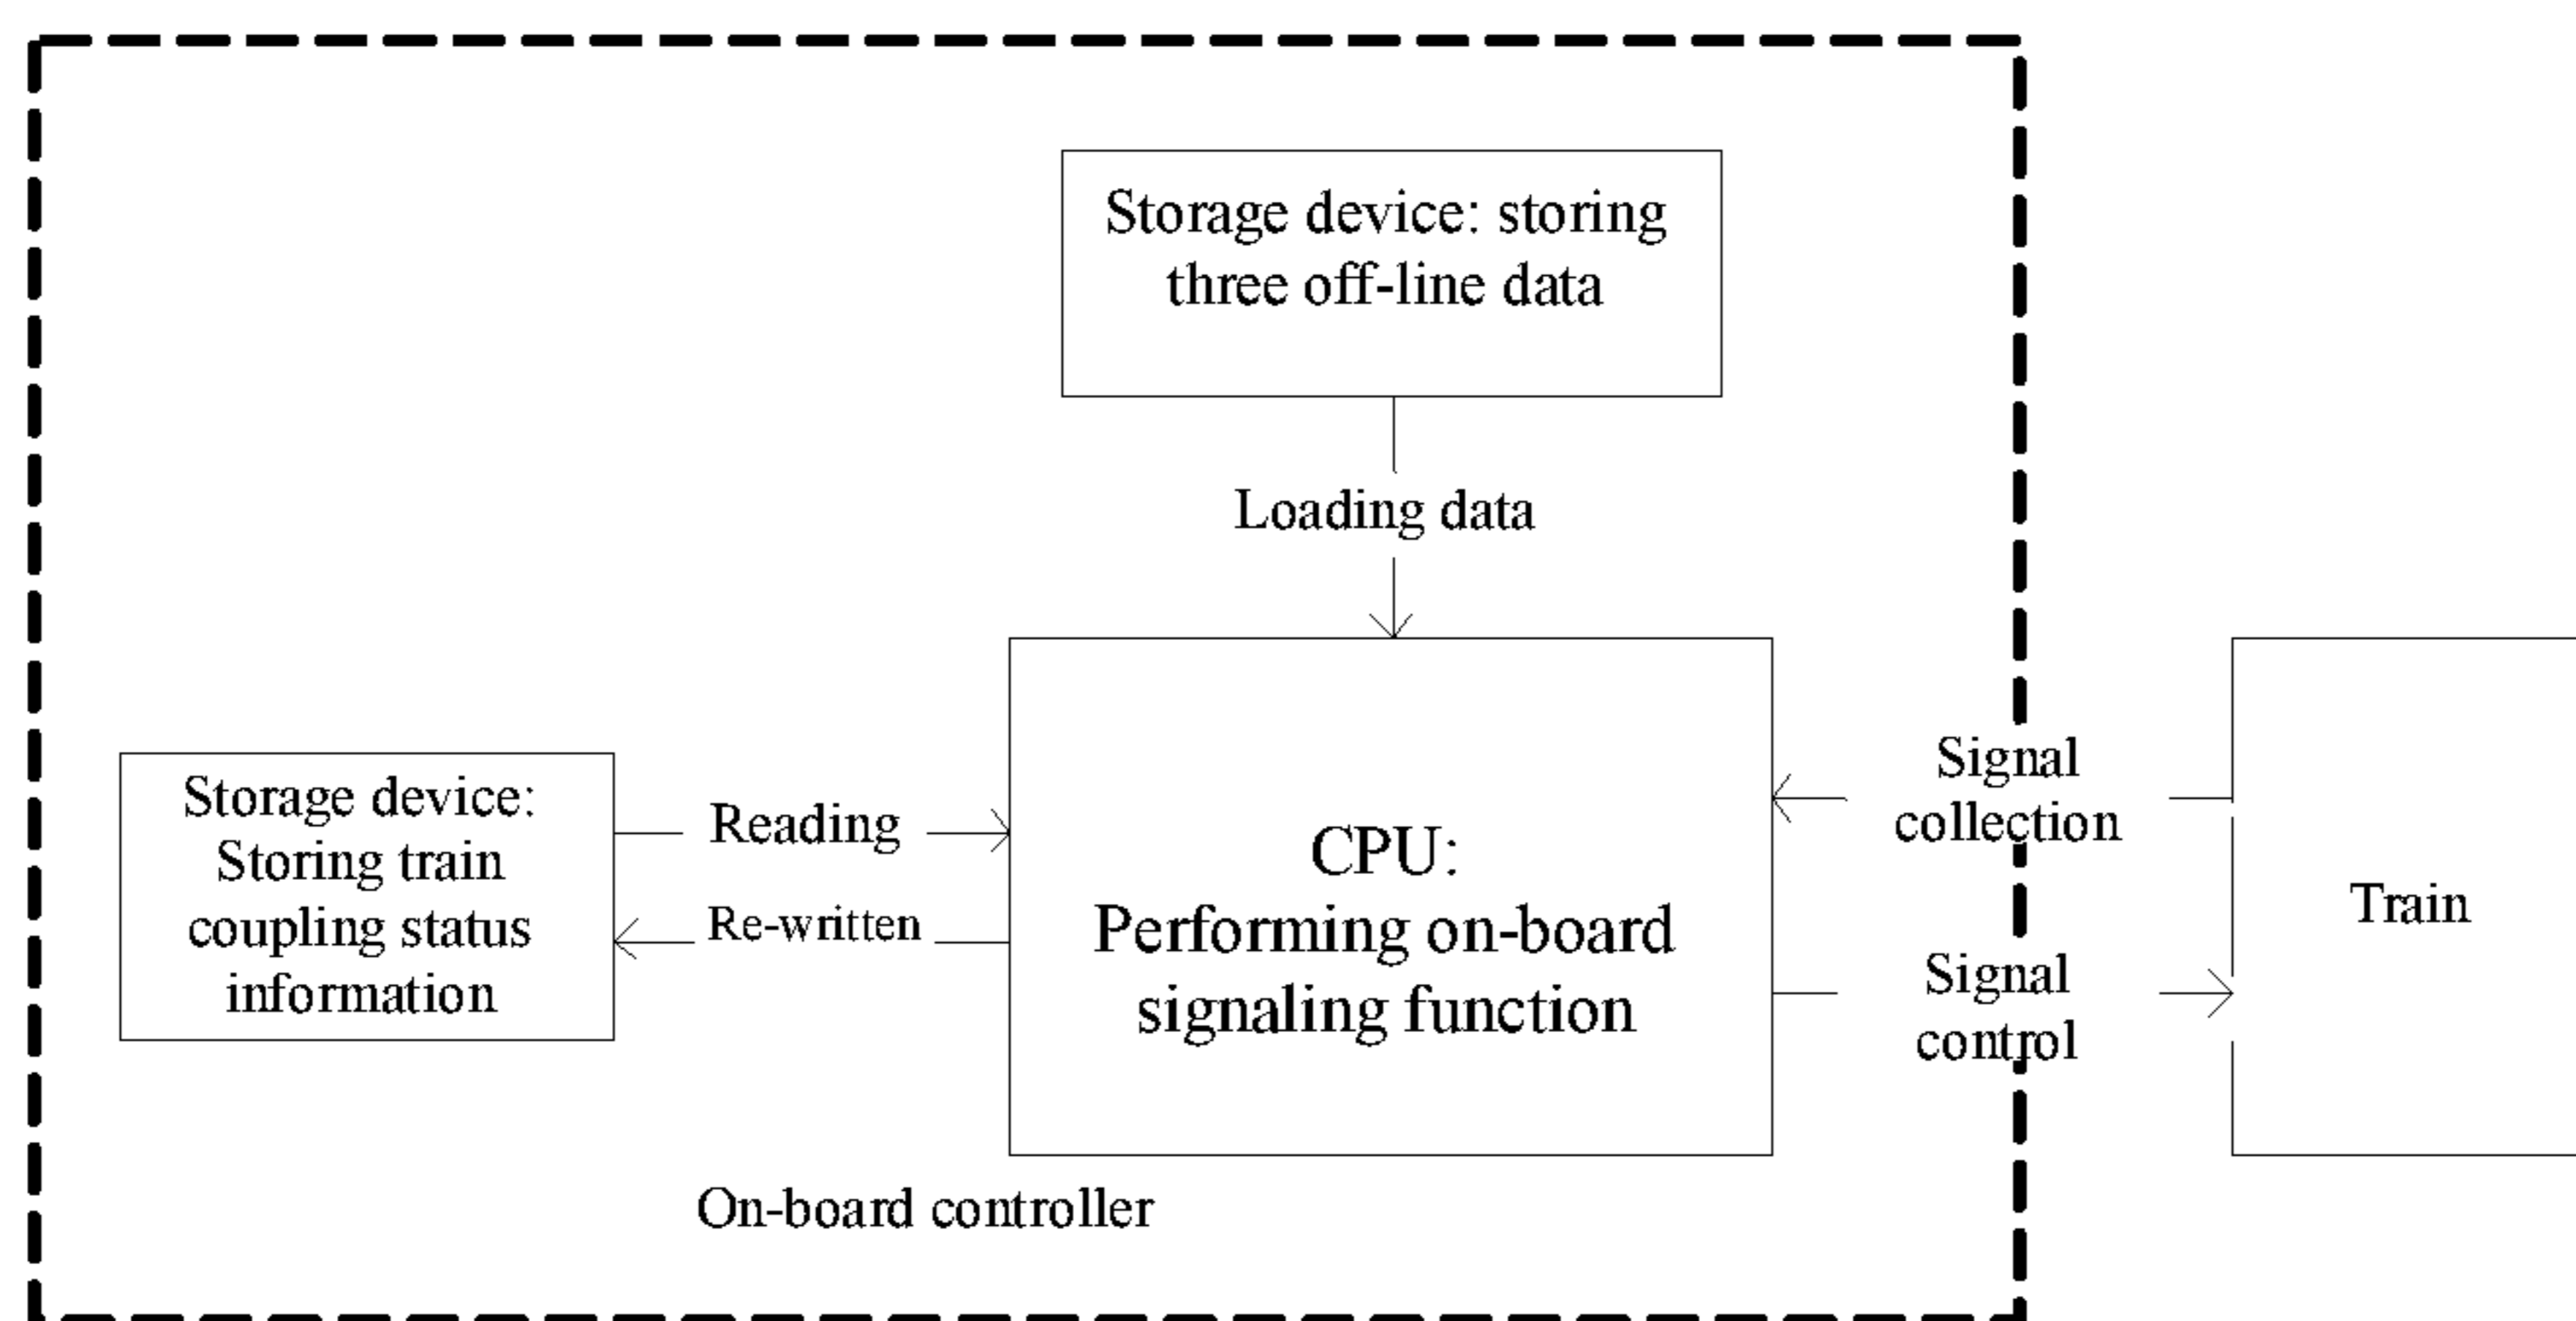 Storage device: storing
three off-line data
Loading data
Storage device:
Storing train
coupling status
information
Reading
Re-written
CPU:
Performing on-board
signaling function
Signal
collection
Signal
control
Train
On-board controller